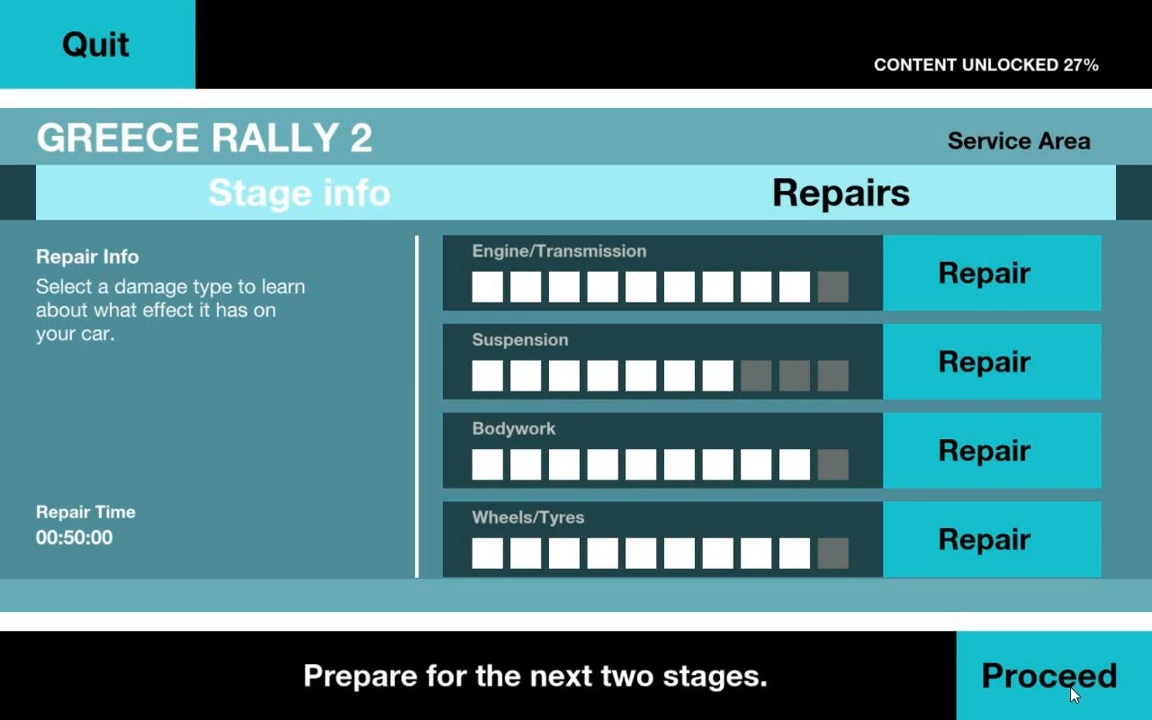 Quit
CONTENT UNLOCKED 27%
GREECE RALLY 2
Service Area
Stage info
Repairs
Repair Info
Select a damage type to learn
about what effect it has on
your car.
Repair Time
00:50:00
Engine/Transmission
Repair
Suspension
Repair
Bodywork
Repair
Wheels/Tyres
Repair
Prepare for the next two stages.
Proceed